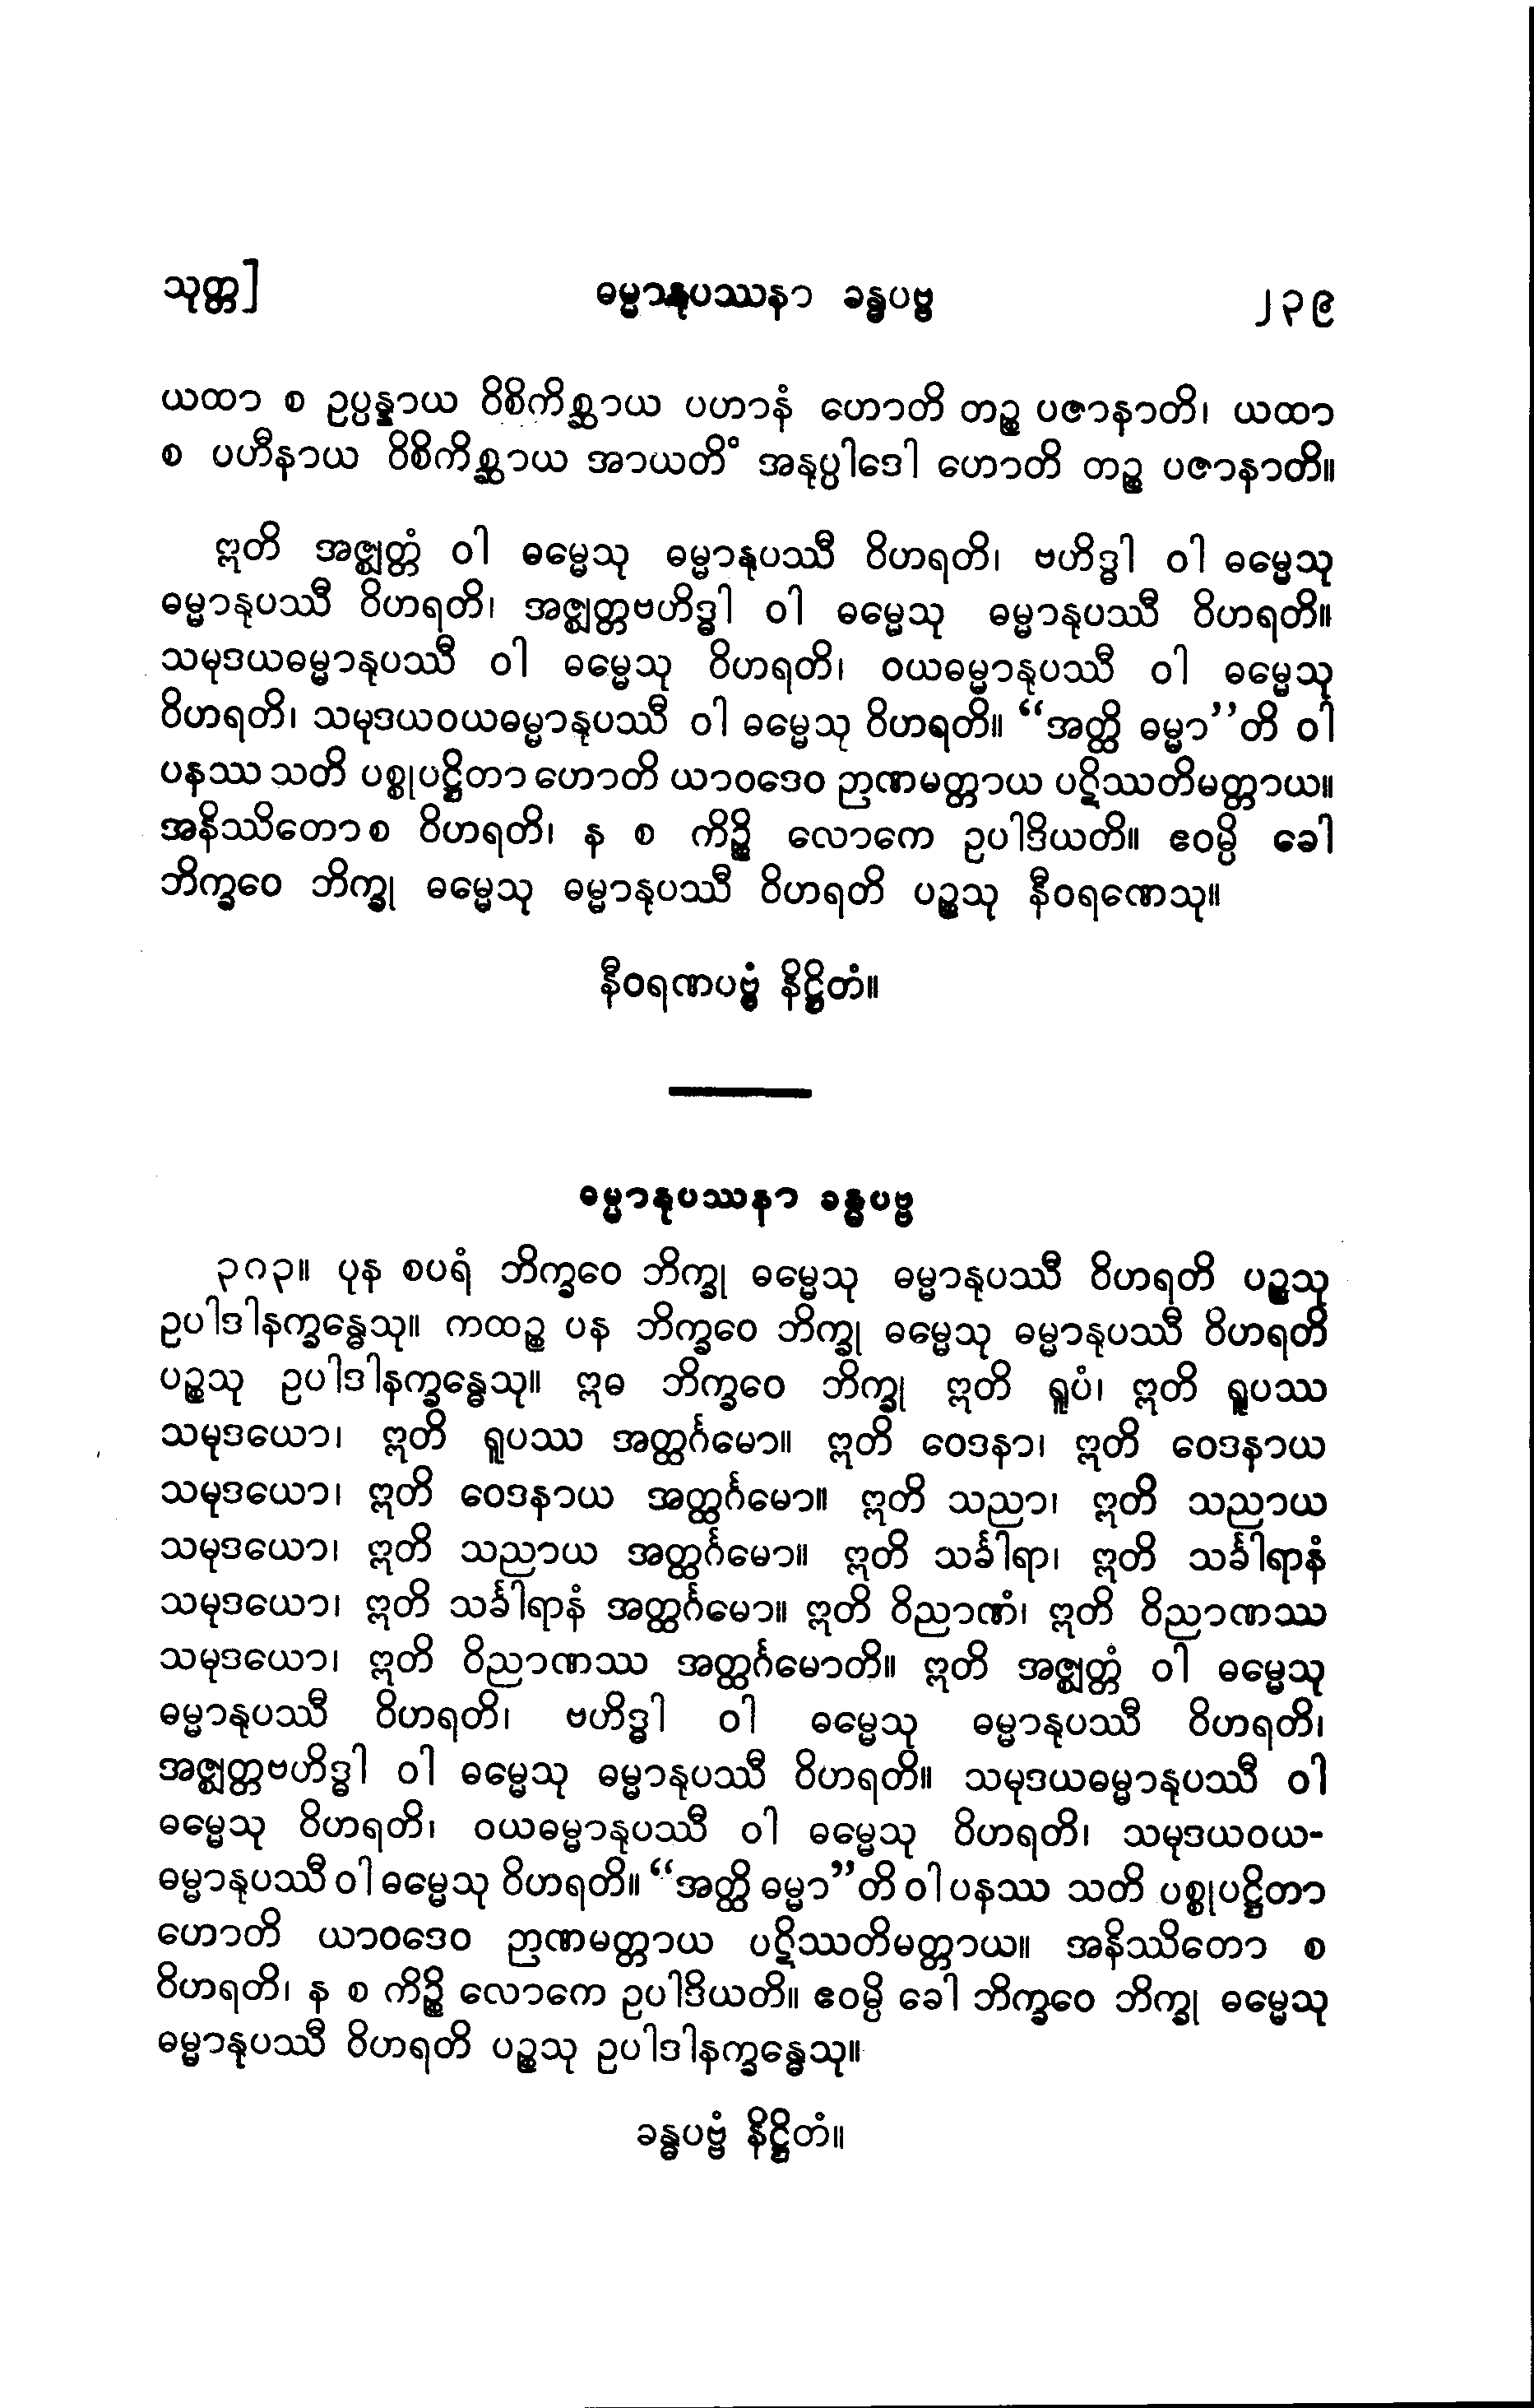 သုတ္တ]
ဓမ္မာနုပဿနာ ခန္ဓပဗ္ဗ
၂၃၉
ယထာ စ ဥပ္ပန္နာယ ဝိစိကိစ္ဆာယ ပဟာနံ ဟောတိ တဉ္စ ပဇာနာတိ၊ ယထာ
စ ပဟီနာယ ဝိစိကိစ္ဆာယ အာယတိံ အနုပ္ပါဒေါ ဟောတိ တဉ္စ ပဇာနာတိ။
ဣတိ အဇ္ဈတ္တံ ဝါ ဓမ္မေသု ဓမ္မာနုပဿီ ဝိဟရတိ၊ ဗဟိဒ္ဓါ ဝါ ဓမ္မေသု
ဓမ္မာနုပဿီ ဝိဟရတိ၊ အဇ္ဈတ္တဗဟိဒ္ဓါ ဝါ ဓမ္မေသု ဓမ္မာနုပဿီ ဝိဟရတိ။
သမုဒယဓမ္မာနုပဿီ ဝါ ဓမ္မေသု ဝိဟရတိ၊ ဝယဓမ္မာနုပဿီ ဝါ ဓမ္မေသု
ဝိဟရတိ၊ သမုဒယဝယဓမ္မာနုပဿီ ဝါ ဓမ္မေသု ဝိဟရတိ။ “အတ္ထိ ဓမ္မာ”တိ ဝါ
ပနဿ သတိ ပစ္စုပဋ္ဌိတာ ဟောတိ ယာဝဒေဝ ဉာဏမတ္တာယ ပဋိဿတိမတ္တာယ။
အနိဿိတော စ ဝိဟရတိ၊ န စ ကိဉ္စိ လောကေ ဥပါဒိယတိ။ ဧဝမ္ပိ ခေါ
ဘိက္ခဝေ ဘိက္ခု ဓမ္မေသု ဓမ္မာနုပဿီ ဝိဟရတိ ပဉ္စသု နီဝရဏေသု။
နီဝရဏပဗ္ဗံ နိဋ္ဌိတံ။
ဓမ္မာနုပဿနာ ခန္ဓပဗ္ဗ
၃၁၃။ ပုန စပရံ ဘိက္ခဝေ ဘိက္ခု ဓမ္မေသု ဓမ္မာနုပဿီ ဝိဟရတိ ပဉ္စသု
ဥပါဒါနက္ခန္ဓေသု။ ကထဉ္စ ပန ဘိက္ခဝေ ဘိက္ခု ဓမ္မေသု ဓမ္မာနုပဿီ ဝိဟရတိ
ပဉ္စသု ဥပါဒါနက္ခန္ဓေသု။ ဣဓ ဘိက္ခဝေ ဘိက္ခု ဣတိ ရူပံ၊ ဣတိ ရူပဿ
သမုဒယော၊ ဣတိ ရူပဿ အတ္ထင်္ဂမော။ ဣတိ ဝေဒနာ၊ ဣတိ ဝေဒနာယ
သမုဒယော၊ ဣတိ ဝေဒနာယ အတ္ထင်္ဂမော။ ဣတိ သညာ၊ ဣတိ သညာယ
သမုဒယော၊ ဣတိ သညာယ အတ္ထင်္ဂမော။ ဣတိ သင်္ခါရာ၊ ဣတိ သင်္ခါရာနံ
သမုဒယော၊ ဣတိ သင်္ခါရာနံ အတ္ထင်္ဂမော။ ဣတိ ဝိညာဏံ၊ ဣတိ ဝိညာဏဿ
သမုဒယော၊ ဣတိ ဝိညာဏဿ အတ္ထင်္ဂမောတိ။ ဣတိ အဇ္ဈတ္တံ ဝါ ဓမ္မေသု
ဓမ္မာနုပဿီ ဝိဟရတိ၊ ဗဟိဒ္ဓါ ဝါ ဓမ္မေသု ဓမ္မာနုပဿီ ဝိဟရတိ၊
အဇ္ဈတ္တဗဟိဒ္ဓါ ဝါ ဓမ္မေသု ဓမ္မာနုပဿီ ဝိဟရတိ။ သမုဒယဓမ္မာနုပဿီ ဝါ
ဓမ္မေသု ဝိဟရတိ၊ ဝယဓမ္မာနုပဿီ ဝါ ဓမ္မေသု ဝိဟရတိ၊ သမုဒယဝယ-
ဓမ္မာနုပဿီ ဝါ ဓမ္မေသု ဝိဟရတိ။ “အတ္ထိ ဓမ္မာ”တိ ဝါ ပနဿ သတိ ပစ္စုပဋ္ဌိတာ
ဟောတိ ယာဝဒေဝ ဉာဏမတ္တာယ ပဋိဿတိမတ္တာယ။ အနိဿိတော စ
ဝိဟရတိ၊ န စ ကိဉ္စိ လောကေ ဥပါဒိယတိ။ ဧဝမ္ပိ ခေါ ဘိက္ခဝေ ဘိက္ခု ဓမ္မေသု
ဓမ္မာနုပဿီ ဝိဟရတိ ပဉ္စသု ဥပါဒါနက္ခန္ဓေသု။
ခန္ဓပဗ္ဗံ နိဋ္ဌိတံ။